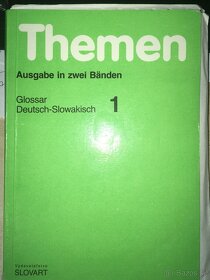 Themen
Ausgabe in zwei Bänden
Glossar
Deutsch-Slowakisch 1
Vydavateľstvo
SLOVART